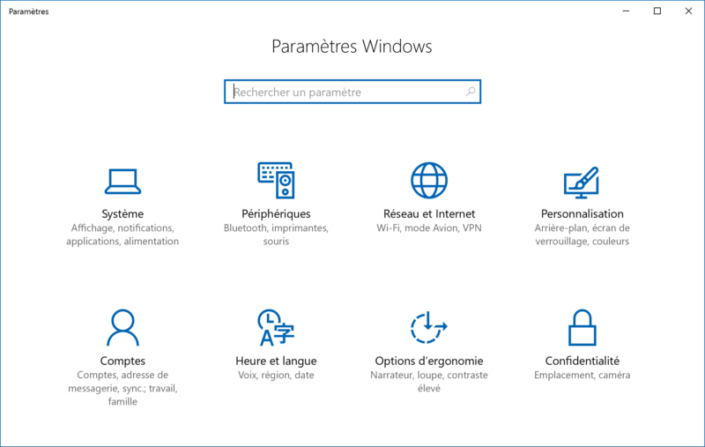 Paramètres
Paramètres Windows
Rechercher un paramètre
Système
Affichage, notifications,
applications, alimentation
Périphériques
Bluetooth, imprimantes,
souris
Réseau et Internet
Wi-Fi, mode Avion, VPN
Personnalisation
Arrière-plan, écran de
verrouillage, couleurs
Comptes
Comptes, adresse de
messagerie, sync.; travail,
famille
A字
Heure et langue
Voix, région, date
Options d'ergonomie
Narrateur, loupe, contraste
élevé
Confidentialité
Emplacement, caméra